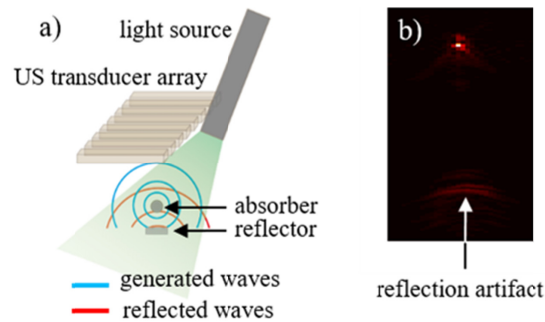 a)
light source
US transducer array
absorber
reflector
generated waves
reflected waves
b)
reflection artifact